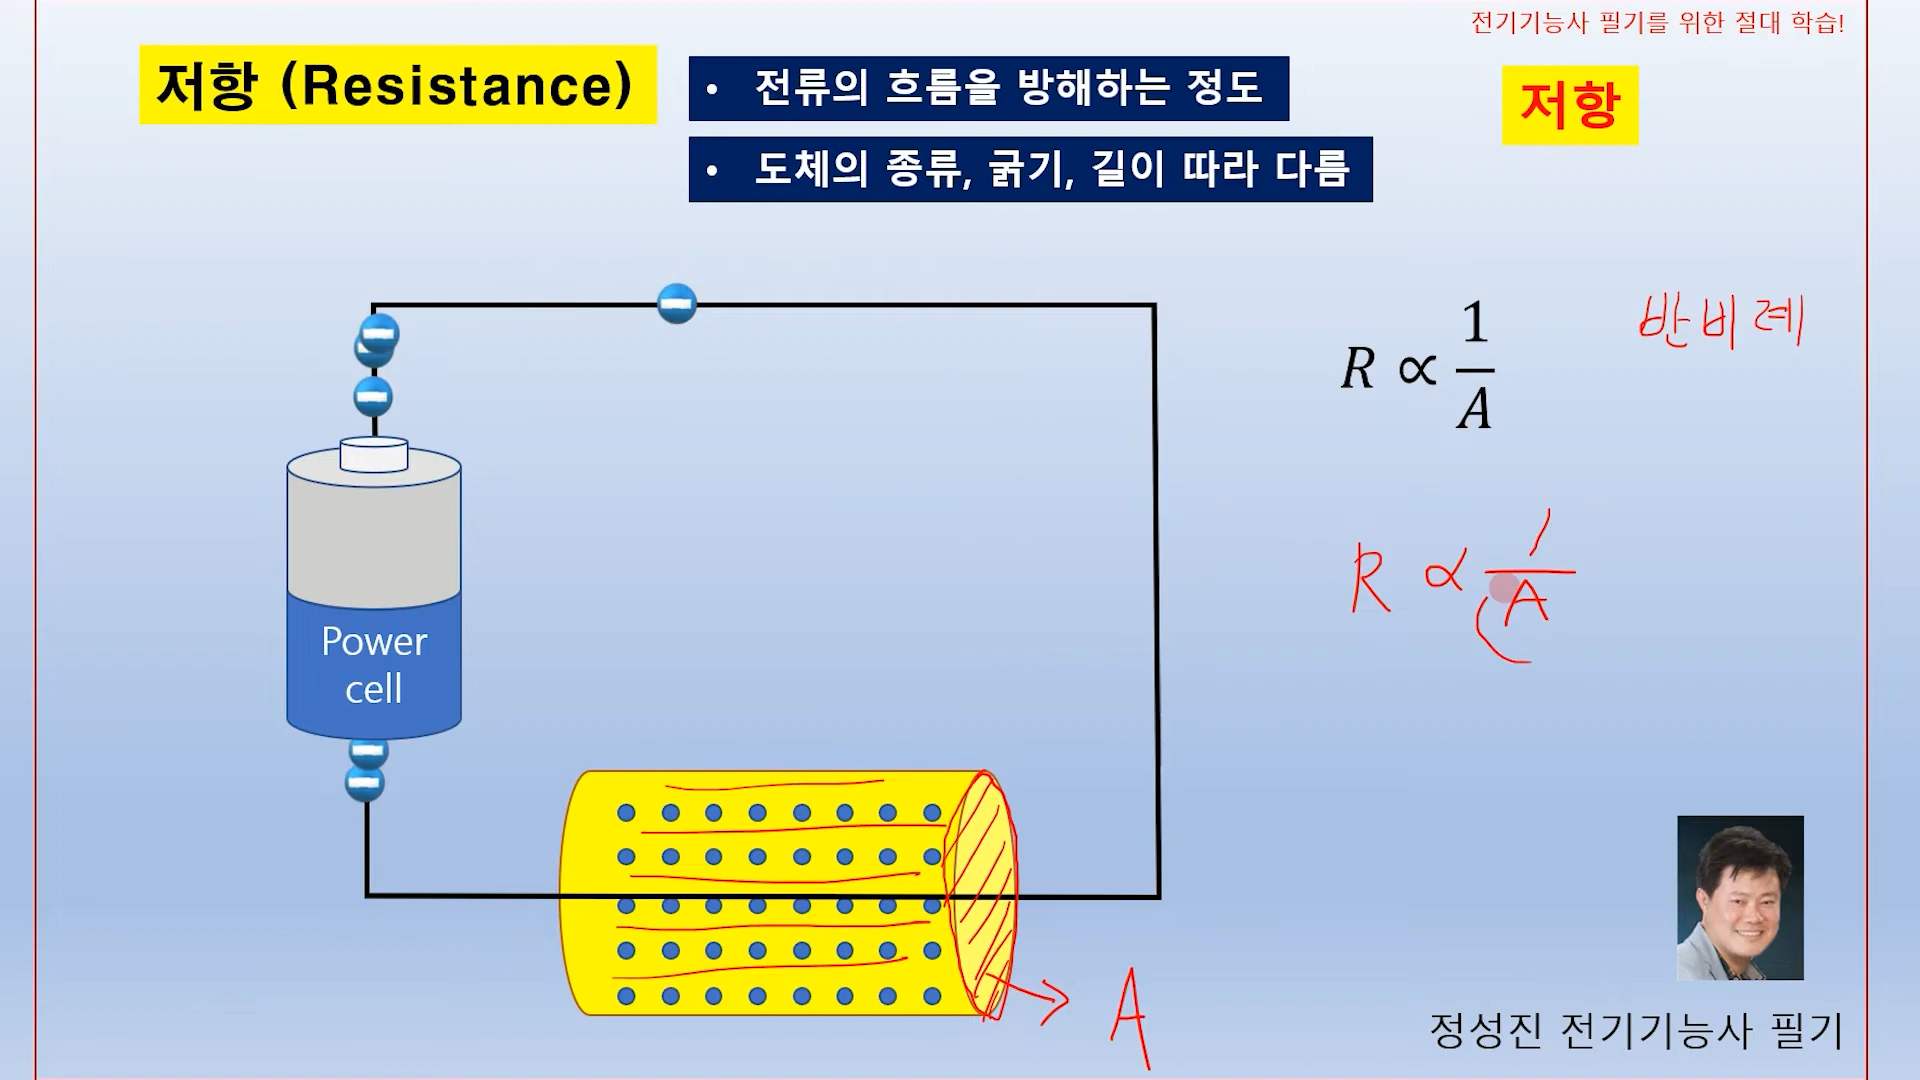 전기기능사 필기를 위한 절대 학습!
저항 (Resistance)
• 전류의 흐름을 방해하는 정도
저항
• 도체의 종류, 굵기, 길이 따라 다름
R ∝ 1/A
반비례
R ∝ 1/A
Power
cell
A
정성진 전기기능사 필기